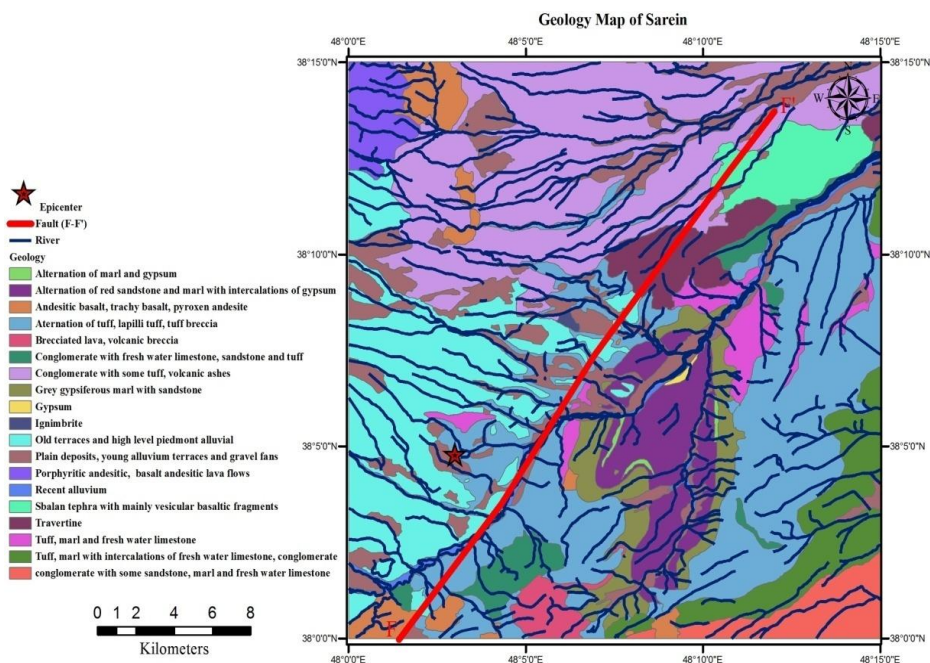 Geology Map of Sarein
48°0'0"E 48°5'0"E 48°10'0"E 48°15'0"E
38°15'0"N 38°15'0"N
N
W E
S
F'
Epicenter
Fault (F-F')
River
Geology
Alternation of marl and gypsum
Alternation of red sandstone and marl with intercalations of gypsum
Andesitic basalt, trachy basalt, pyroxen andesite
Aternation of tuff, lapilli tuff, tuff breccia
Brecciated lava, volcanic breccia
Conglomerate with fresh water limestone, sandstone and tuff
Conglomerate with some tuff, volcanic ashes
Grey gypsiferous marl with sandstone
Gypsum
Ignimbrite
Old terraces and high level piedmont alluvial
Plain deposits, young alluvium terraces and gravel fans
Porphyritic andesitic, basalt andesitic lava flows
Recent alluvium
Sbalan tephra with mainly vesicular basaltic fragments
Travertine
Tuff, marl and fresh water limestone
Tuff, marl with intercalations of fresh water limestone, conglomerate
conglomerate with some sandstone, marl and fresh water limestone
38°10'0"N 38°10'0"N
38°5'0"N 38°5'0"N
F
38°0'0"N 38°0'0"N
48°0'0"E 48°5'0"E 48°10'0"E 48°15'0"E
0 1 2 4 6 8
Kilometers